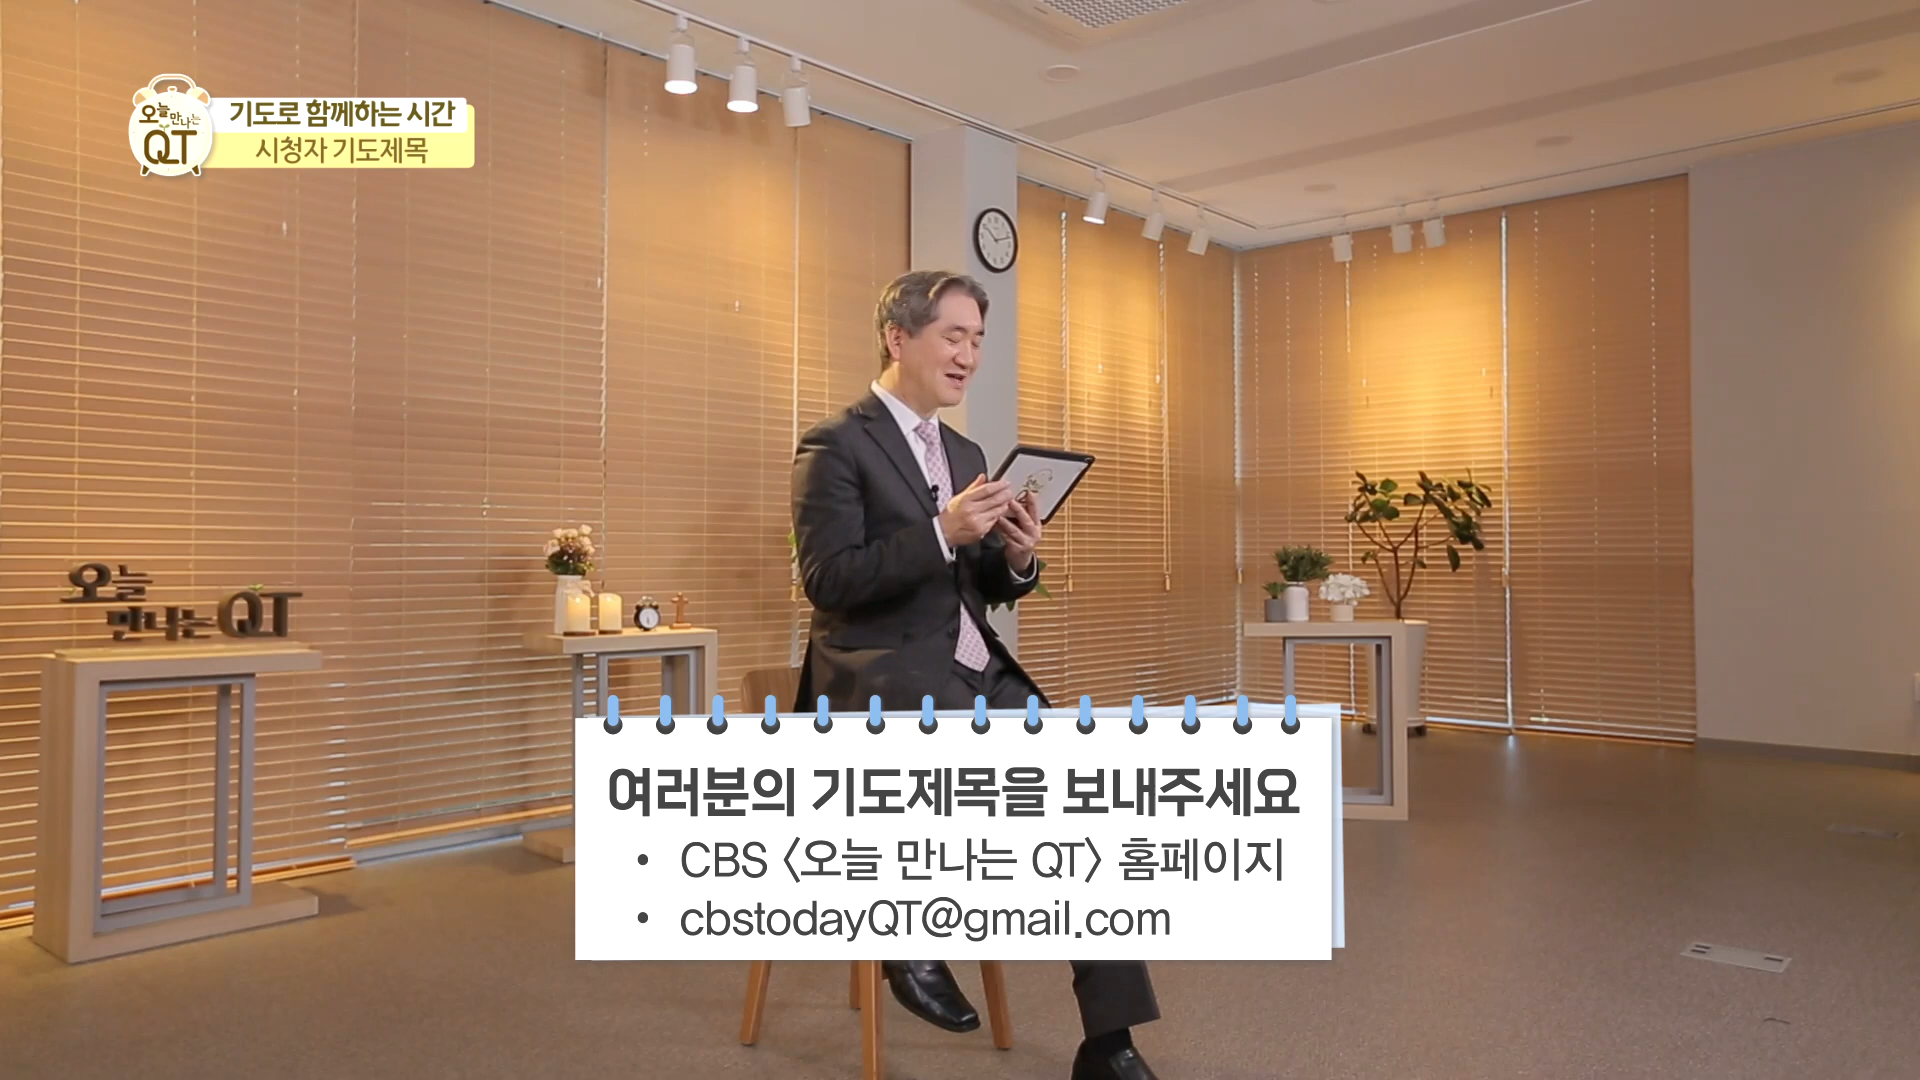 오늘 만나는
QT
기도로 함께하는 시간
시청자 기도제목
오늘
만나는 QT
여러분의 기도제목을 보내주세요
• CBS <오늘 만나는 QT> 홈페이지
• cbstodayQT@gmail.com